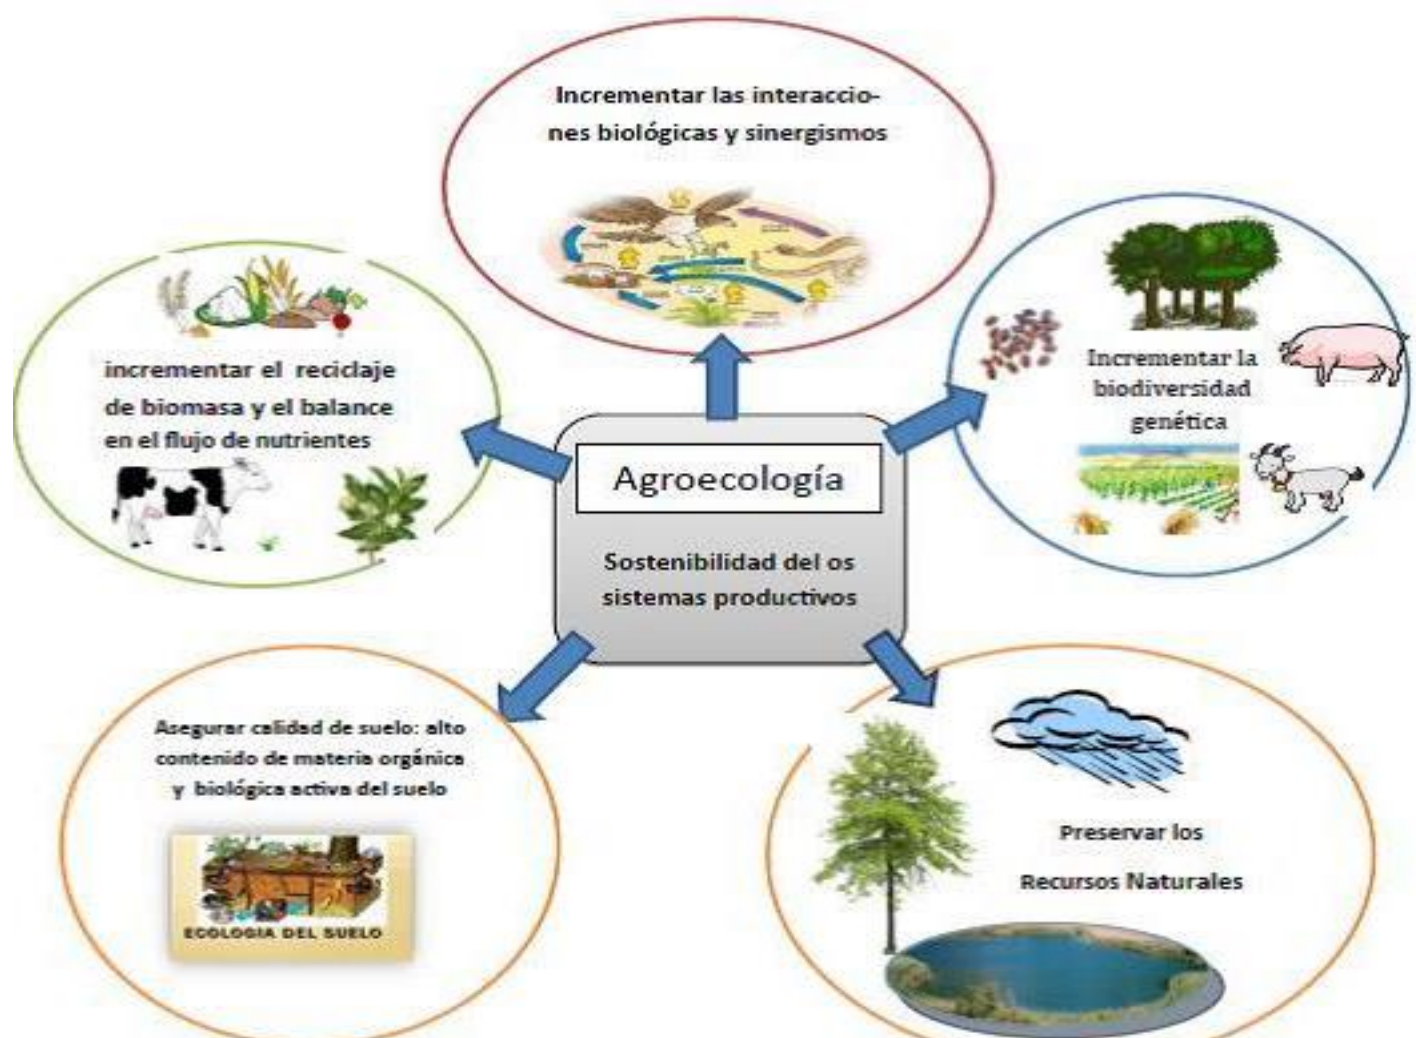 Incrementar las interaccio-
nes biológicas y sinergismos
incrementar el reciclaje
de biomasa y el balance
en el flujo de nutrientes
Incrementar la
biodiversidad
genética
Agroecología
Sostenibilidad del os
sistemas productivos
Asegurar calidad de suelo: alto
contenido de materia orgánica
y biológica activa del suelo
ECOLOGIA DEL SUELO
Preservar los
Recursos Naturales